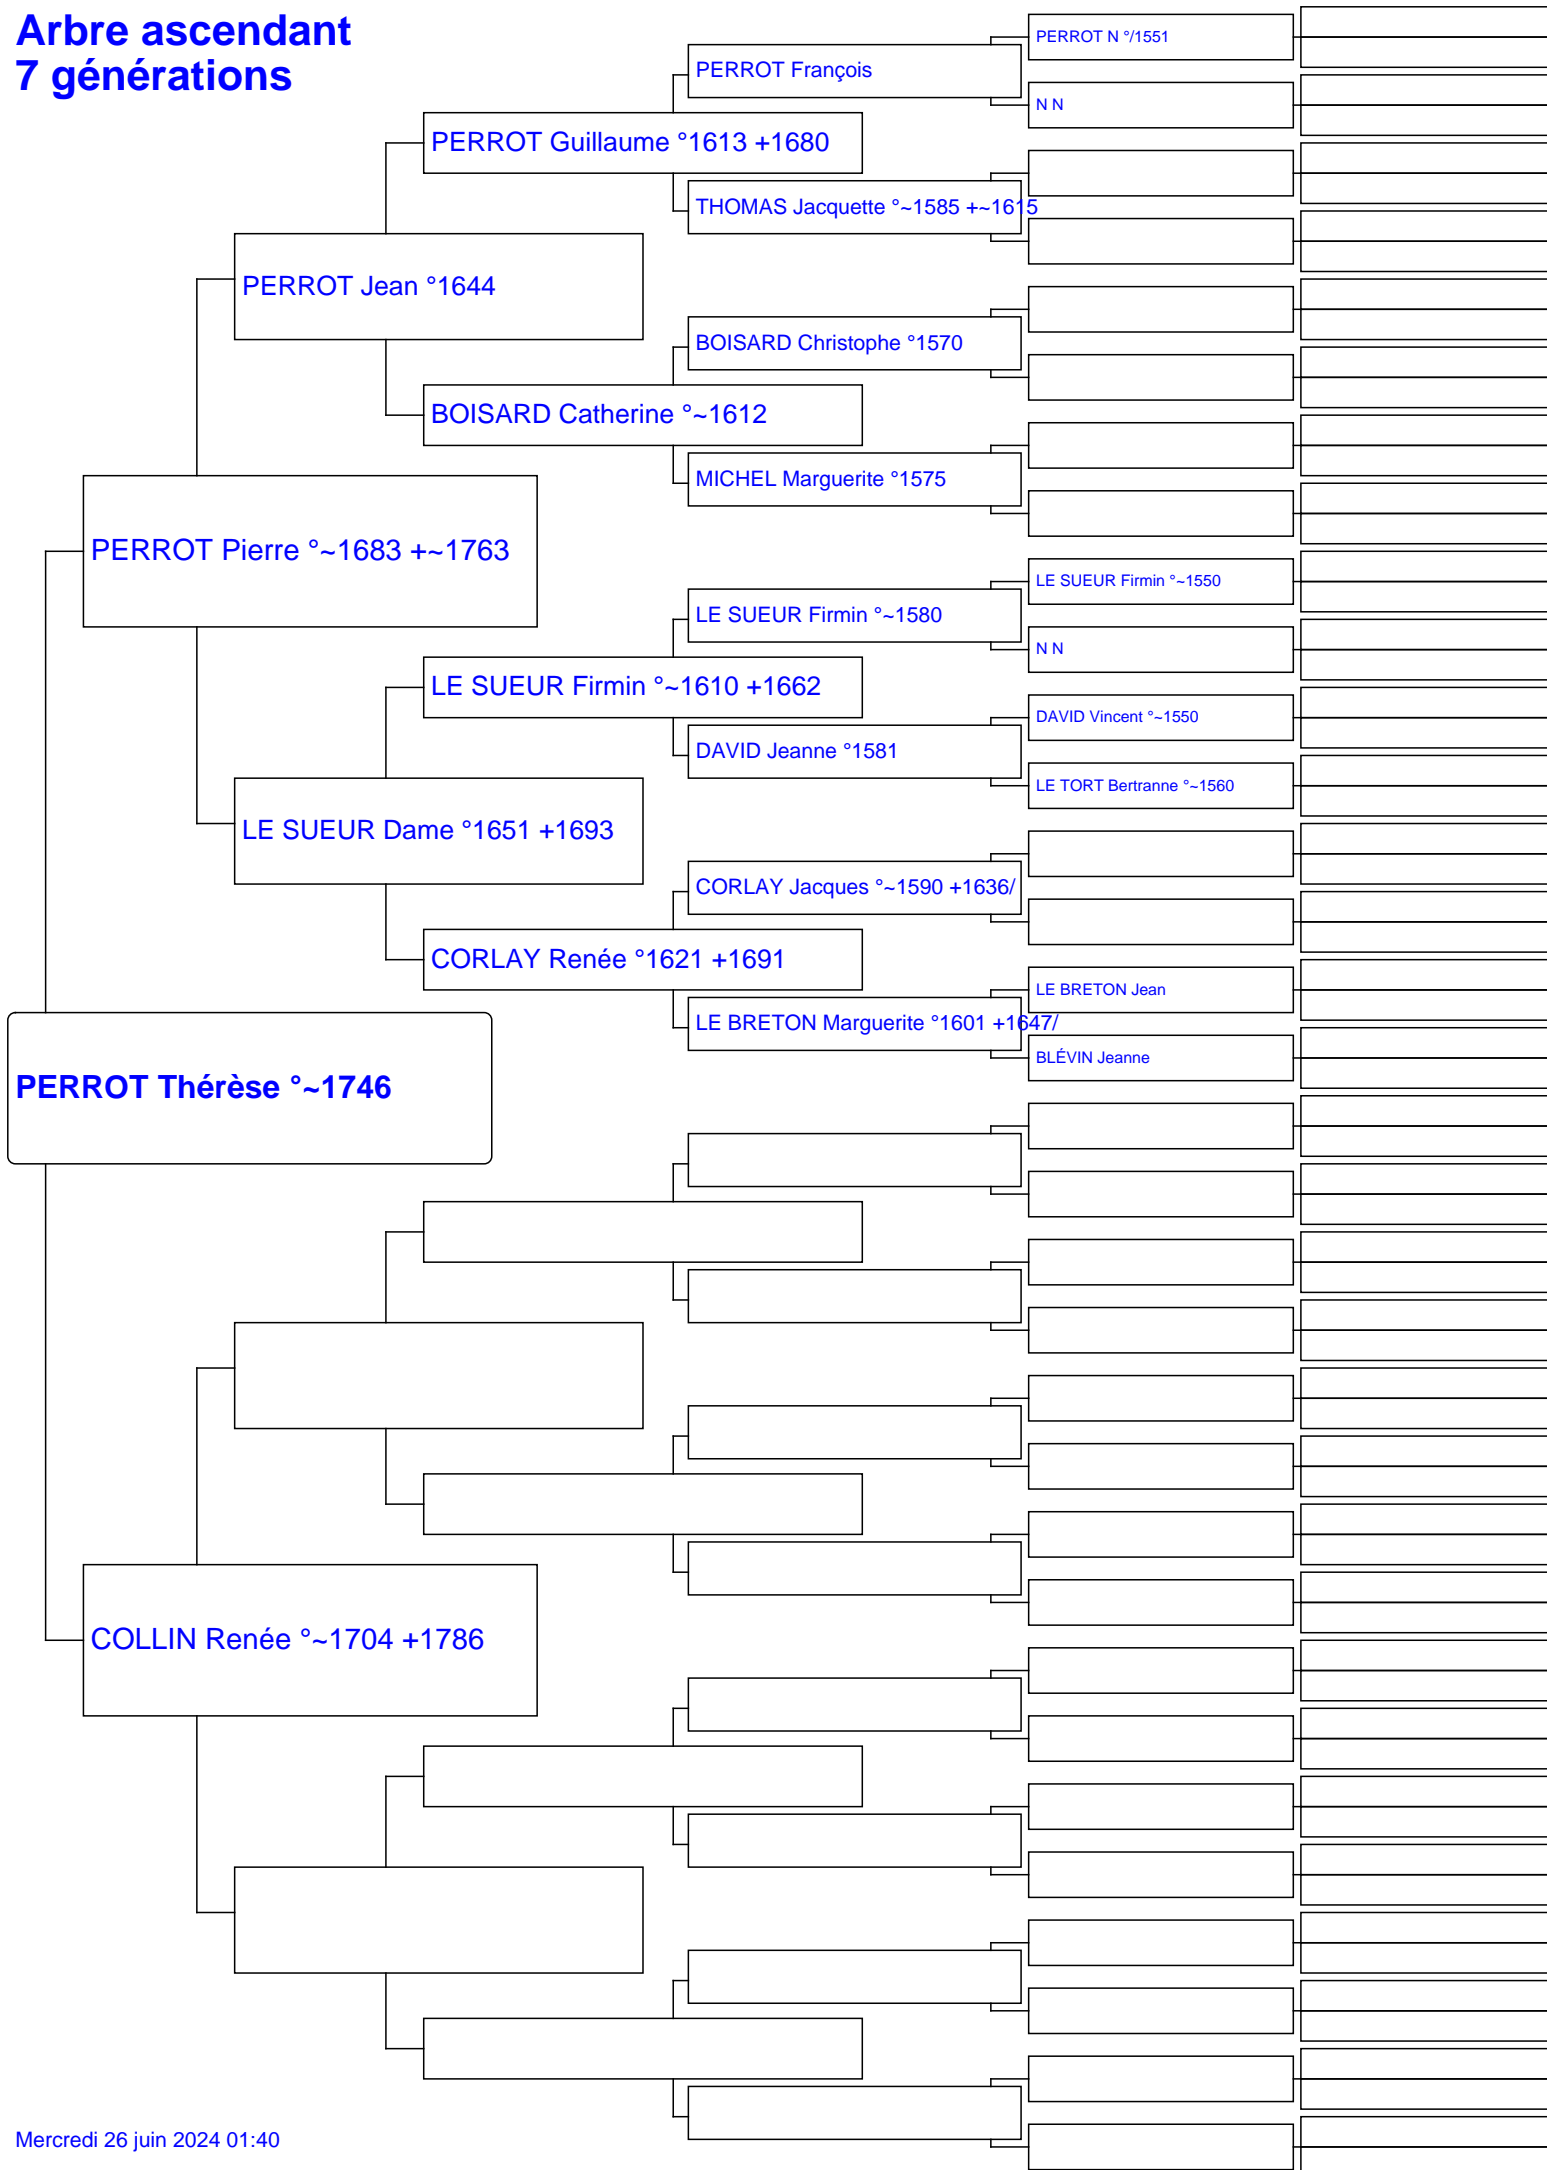 Arbre ascendant
7 générations
PERROT N °/1551
PERROT François
N N
PERROT Guillaume °1613 +1680
THOMAS Jacquette °~1585 +~1615
PERROT Jean °1644
BOISARD Christophe °1570
BOISARD Catherine °~1612
MICHEL Marguerite °1575
PERROT Pierre °~1683 +~1763
LE SUEUR Firmin °~1550
LE SUEUR Firmin °~1580
N N
LE SUEUR Firmin °~1610 +1662
DAVID Vincent °~1550
DAVID Jeanne °1581
LE TORT Bertranne °~1560
LE SUEUR Dame °1651 +1693
CORLAY Jacques °~1590 +1636/
CORLAY Renée °1621 +1691
LE BRETON Jean
LE BRETON Marguerite °1601 +1647/
BLÉVIN Jeanne
PERROT Thérèse °~1746
COLLIN Renée °~1704 +1786
Mercredi 26 juin 2024 01:40